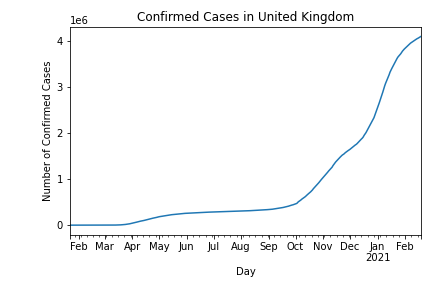 Confirmed Cases in United Kingdom
1e6
4
3
2
1
0
Number of Confirmed Cases
Feb Mar Apr May Jun Jul Aug Sep Oct Nov Dec Jan Feb
2021
Day